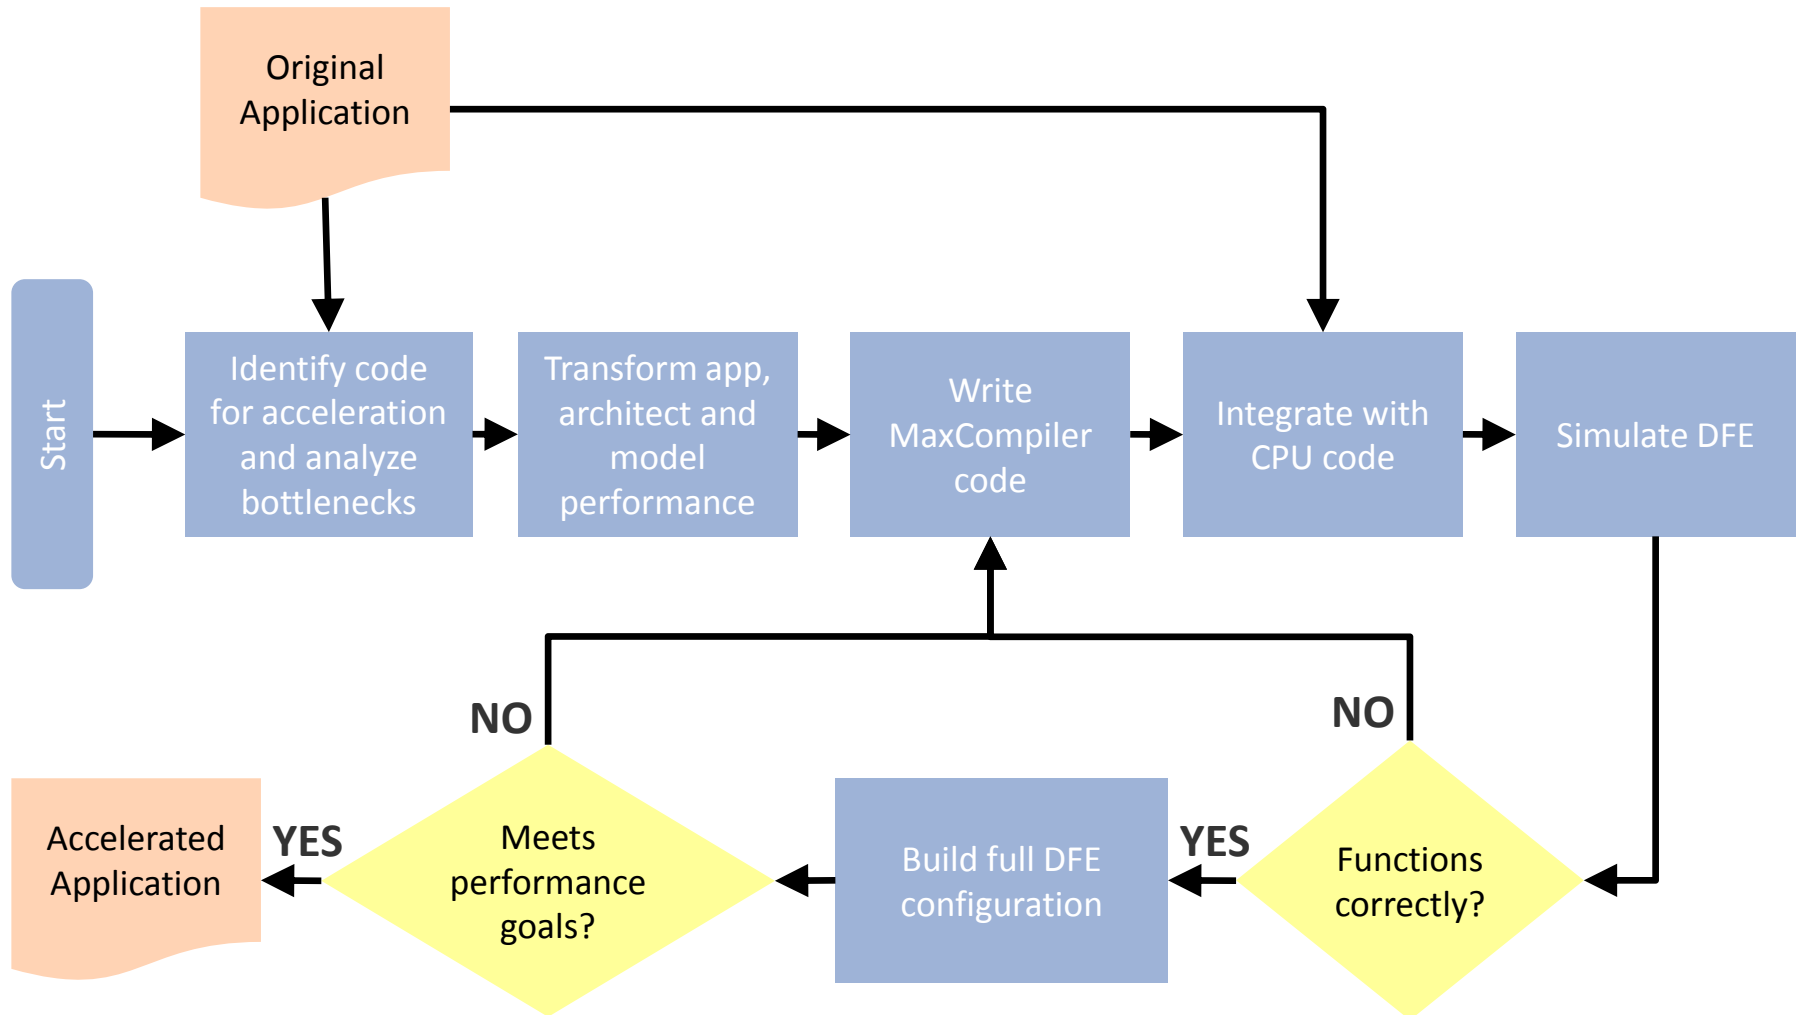 Original
Application
Start
Identify code
for acceleration
and analyze
bottlenecks
Transform app,
architect and
model
performance
Write
MaxCompiler
code
Integrate with
CPU code
Simulate DFE
NO
NO
Accelerated
Application
YES
Meets
performance
goals?
Build full DFE
configuration
YES
Functions
correctly?